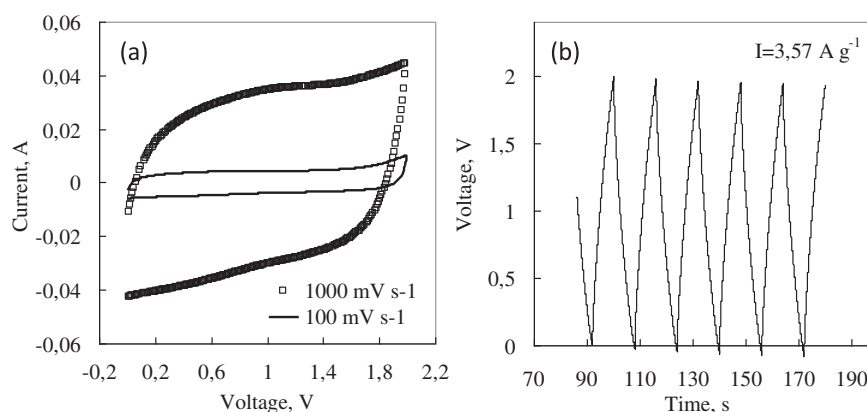 (a)
0,06
0,04
0,02
0
-0,02
-0,04
-0,06
Current, A
1000 mV s-1
100 mV s-1
-0,2 0,2 0,6 1 1,4 1,8 2,2
Voltage, V
(b)
I=3,57 A g-1
2
1,5
1
0,5
0
Voltage, V
70 90 110 130 150 170 190
Time, s